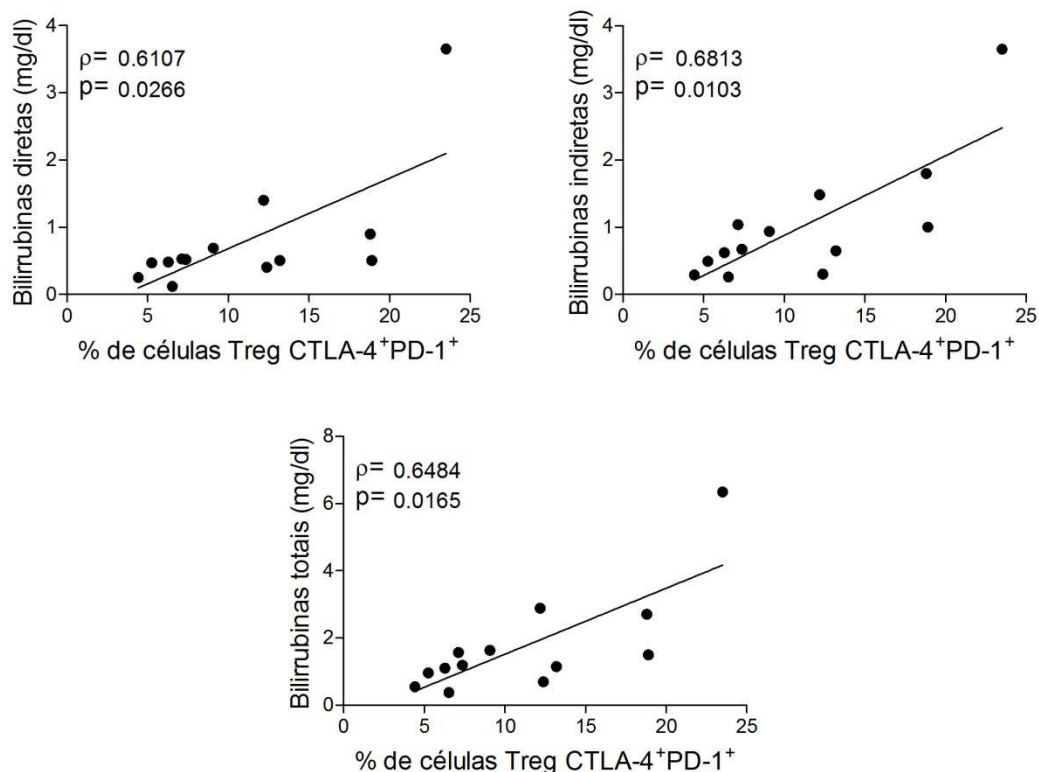 Bilirrubinas diretas (mg/dl)
4
3
2
1
0
ρ= 0.6107
p= 0.0266
0 5 10 15 20 25
% de células Treg CTLA-4⁺PD-1⁺
Bilirrubinas indiretas (mg/dl)
4
3
2
1
0
ρ= 0.6813
p= 0.0103
0 5 10 15 20 25
% de células Treg CTLA-4⁺PD-1⁺
Bilirrubinas totais (mg/dl)
8
6
4
2
0
ρ= 0.6484
p= 0.0165
0 5 10 15 20 25
% de células Treg CTLA-4⁺PD-1⁺